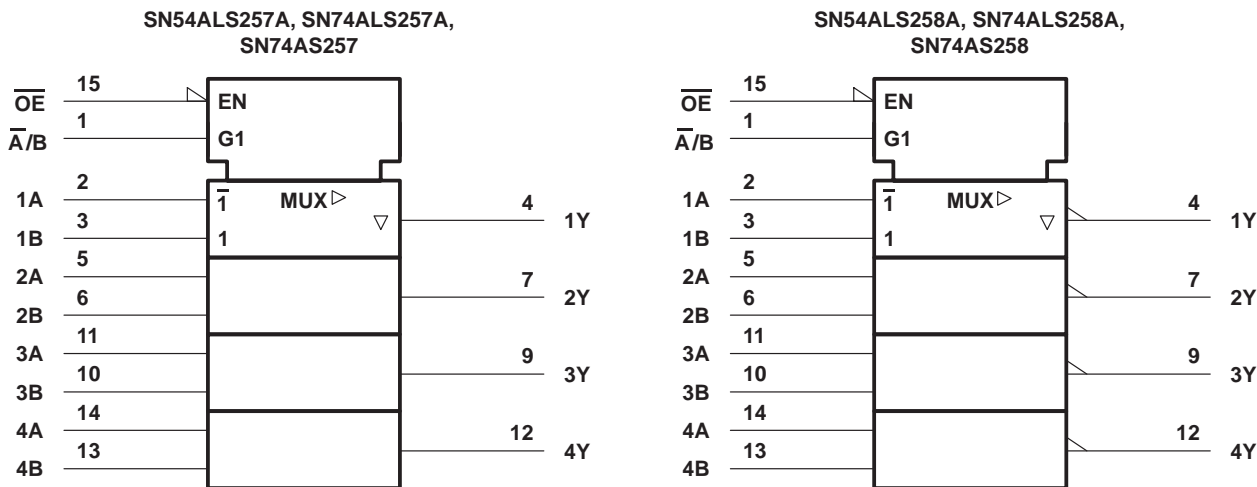 SN54ALS257A, SN74ALS257A,
SN74AS257
15
OE
EN
1
A/B
G1
2
MUX
1A
1
4
1Y
3
1B
1
5
2A
7
2Y
6
2B
11
3A
9
3Y
10
3B
14
4A
12
4Y
13
4B
SN54ALS258A, SN74ALS258A,
SN74AS258
15
OE
EN
1
A/B
G1
2
MUX
1A
1
4
1Y
3
1B
1
5
2A
7
2Y
6
2B
11
3A
9
3Y
10
3B
14
4A
12
4Y
13
4B